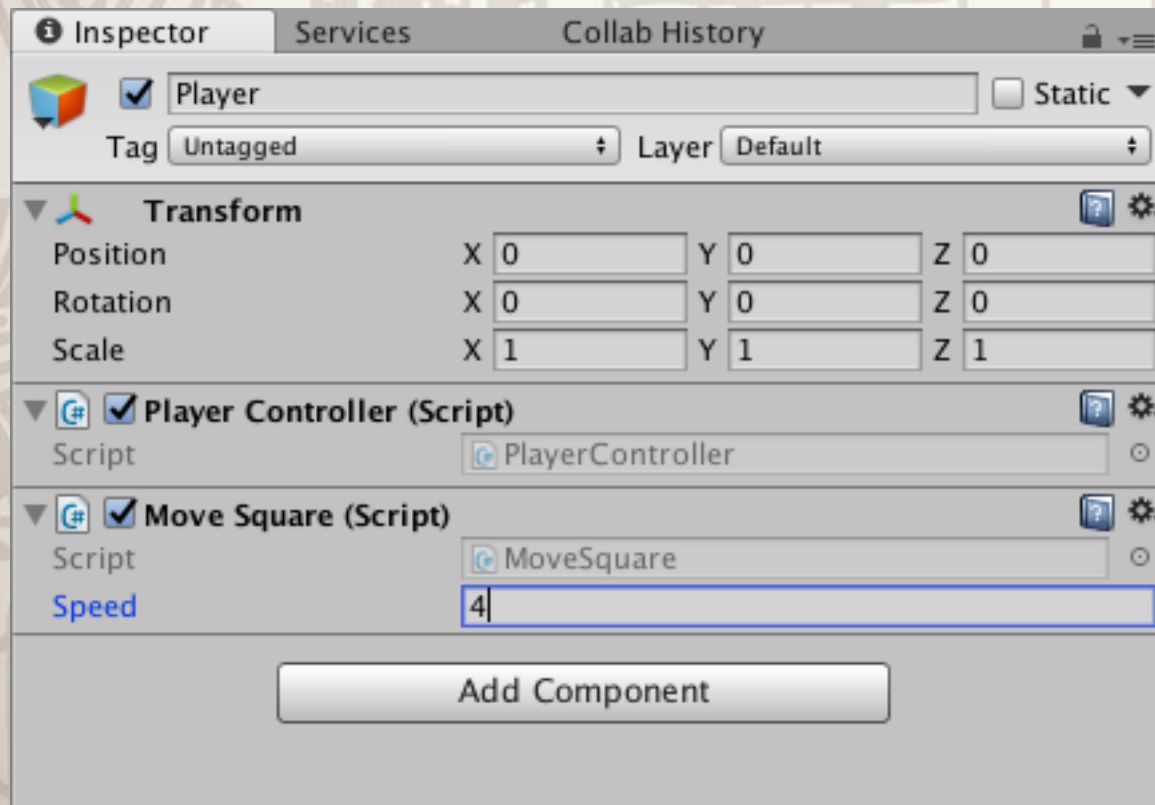 Inspector Services Collab History
Player Static
Tag Untagged Layer Default
Transform
Position X 0 Y 0 Z 0
Rotation X 0 Y 0 Z 0
Scale X 1 Y 1 Z 1
Player Controller (Script)
Script PlayerController
Move Square (Script)
Script MoveSquare
Speed 4
Add Component